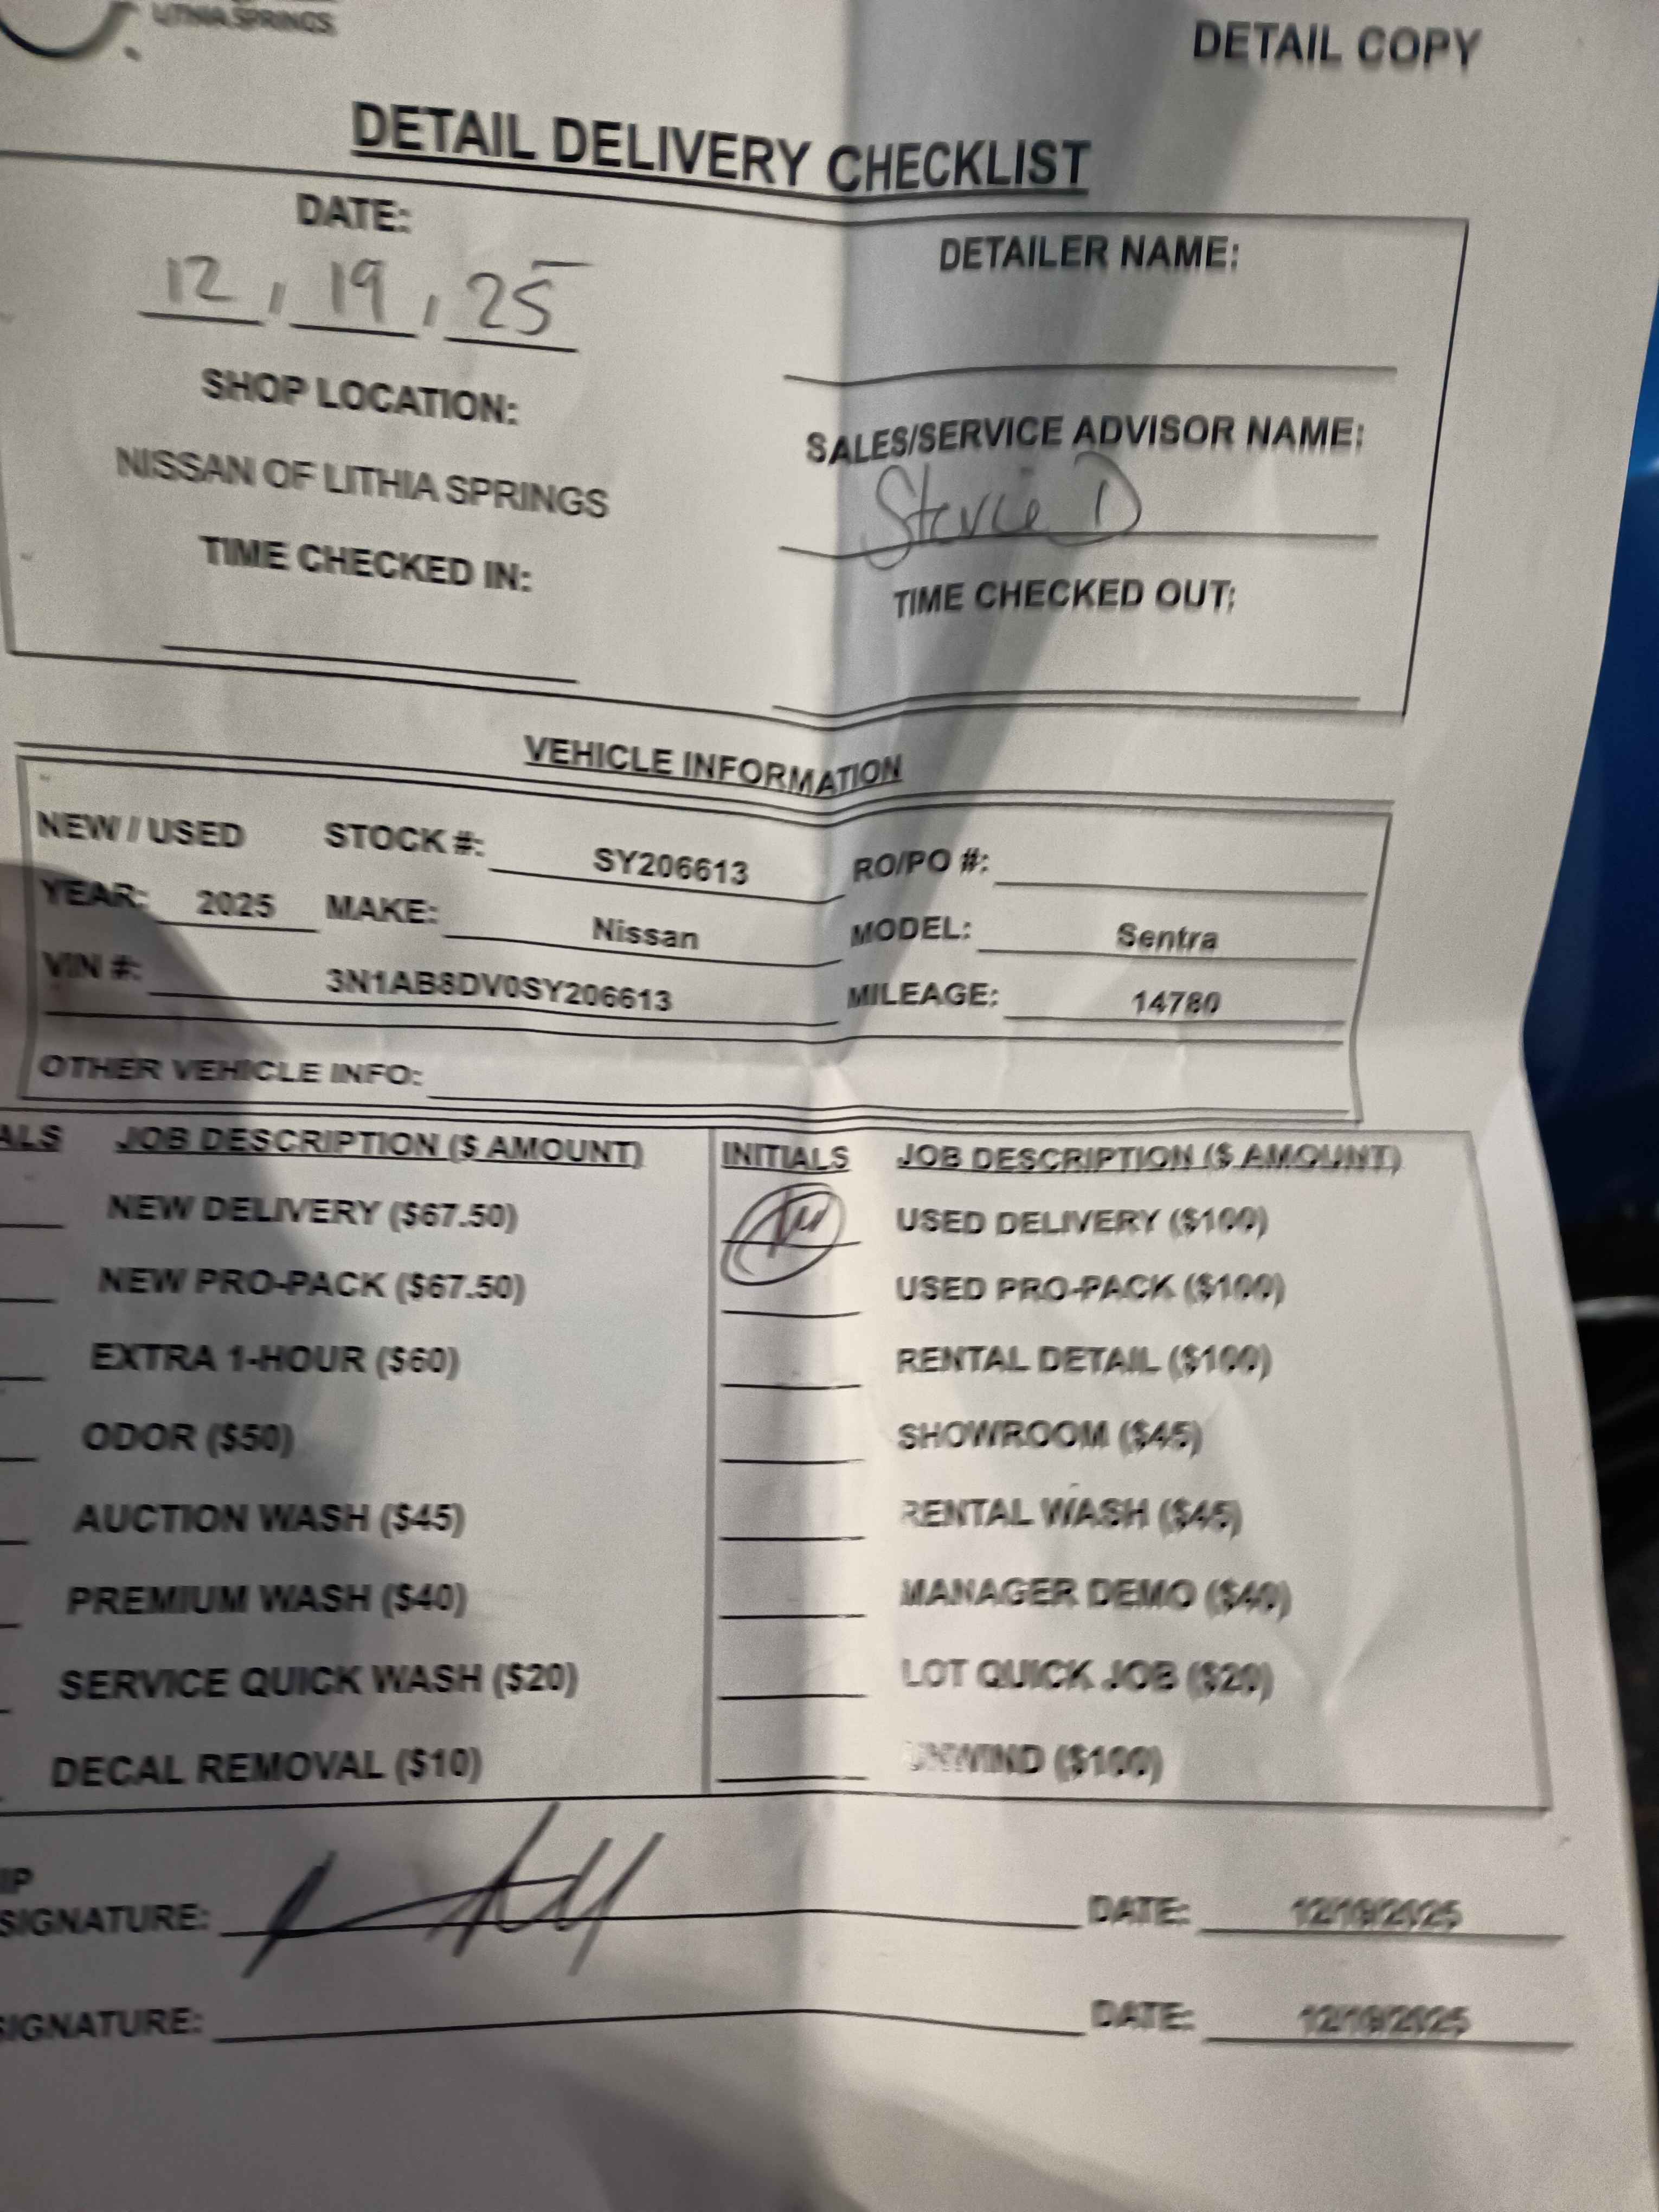 LITHIA SPRINGS
DETAIL COPY
DETAIL DELIVERY CHECKLIST
DATE:
12, 19, 25
DETAILER NAME:
SHOP LOCATION:
NISSAN OF LITHIA SPRINGS
SALES/SERVICE ADVISOR NAME:
Stevie D
TIME CHECKED IN:
TIME CHECKED OUT:
VEHICLE INFORMATION
NEW / USED STOCK #: SY206613 RO/PO #:
YEAR: 2025 MAKE: Nissan MODEL: Sentra
VIN #: 3N1AB8DV0SY206613 MILEAGE: 14780
OTHER VEHICLE INFO:
ALS JOB DESCRIPTION ($ AMOUNT) INITIALS JOB DESCRIPTION ($ AMOUNT)
NEW DELIVERY ($67.50) USED DELIVERY ($100)
NEW PRO-PACK ($67.50) USED PRO-PACK ($100)
EXTRA 1-HOUR ($60) RENTAL DETAIL ($100)
ODOR ($50) SHOWROOM ($45)
AUCTION WASH ($45) RENTAL WASH ($45)
PREMIUM WASH ($40) MANAGER DEMO ($40)
SERVICE QUICK WASH ($20) LOT QUICK JOB ($20)
DECAL REMOVAL ($10) UNWIND ($100)
IP
SIGNATURE: DATE: 12/19/2025
SIGNATURE: DATE: 12/19/2025